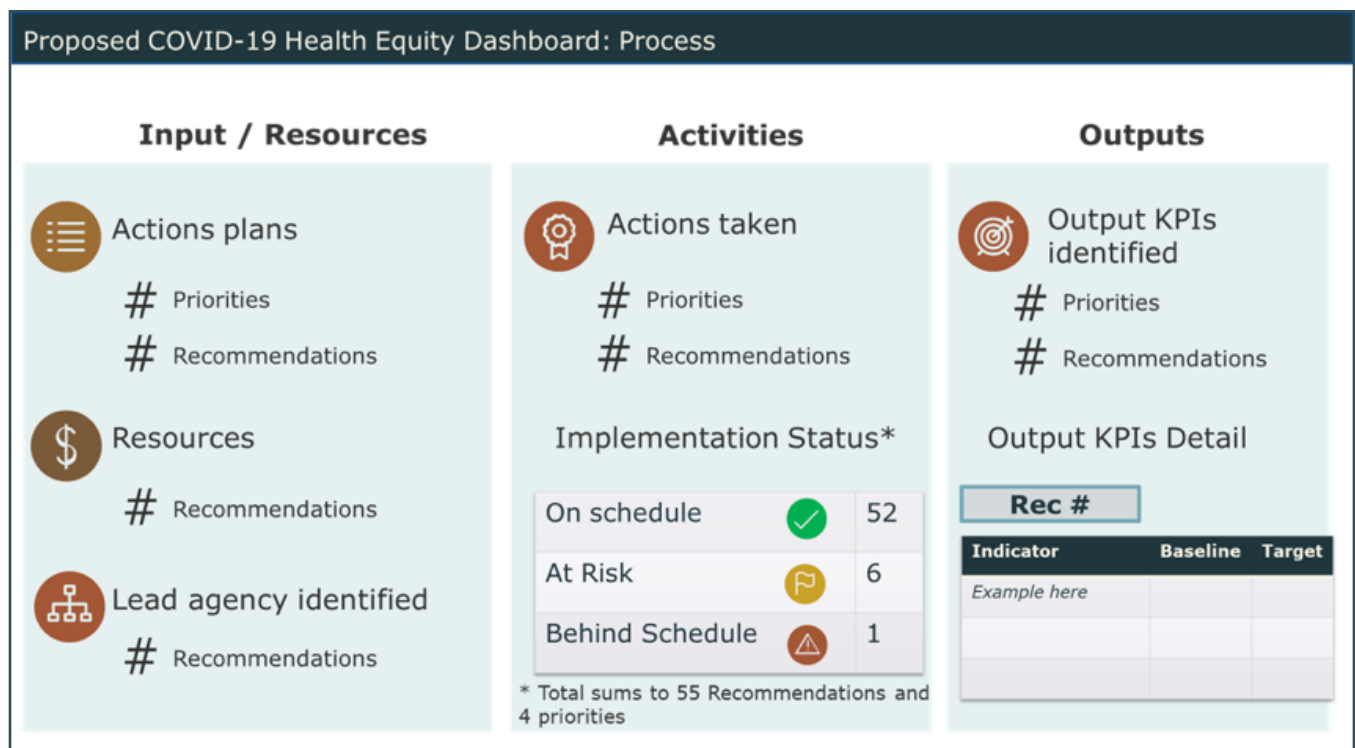 Proposed COVID-19 Health Equity Dashboard: Process
Input / Resources
Actions plans
# Priorities
# Recommendations
$
Resources
# Recommendations
Lead agency identified
# Recommendations
Activities
Actions taken
# Priorities
# Recommendations
Implementation Status*
On schedule 52
At Risk 6
Behind Schedule 1
* Total sums to 55 Recommendations and
4 priorities
Outputs
Output KPIs
identified
# Priorities
# Recommendations
Output KPIs Detail
Rec #
Indicator Baseline Target
Example here